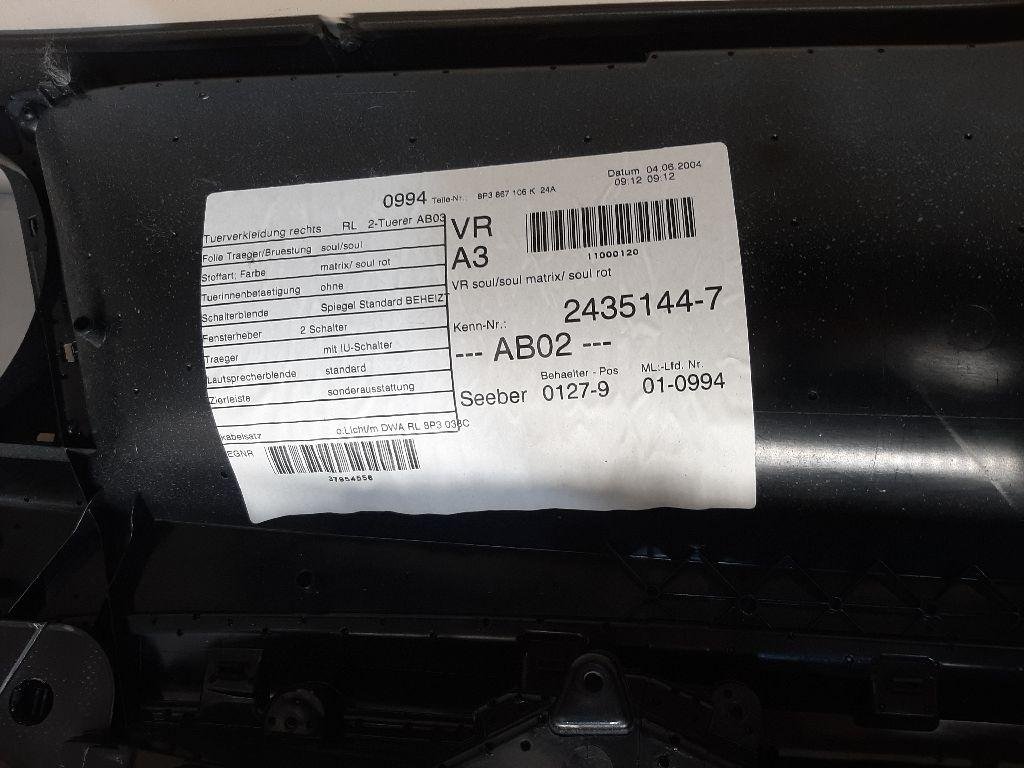 0994 Teile-Nr.: 8P3 867 106 K 24A
Datum 04.06.2004
09:12 09:12
Tuerverkleidung rechts RL 2-Tuerer AB03
Folie Traeger/Bruestung soul/soul
Stoffart; Farbe matrix/ soul rot
Tuerinnenbetaetigung ohne
Schalterblende Spiegel Standard BEHEIZT
Fensterheber 2 Schalter
Traeger mit IU-Schalter
Lautsprecherblende standard
Zierleiste sonderausstattung
Kabelsatz o.Licht/m DWA RL 8P3 038C
EGNR
37954556
VR
A3
11000120
VR soul/soul matrix/ soul rot
Kenn-Nr.: 2435144-7
--- AB02 ---
Behaelter - Pos ML:-Lfd. Nr.
Seeber 0127-9 01-0994